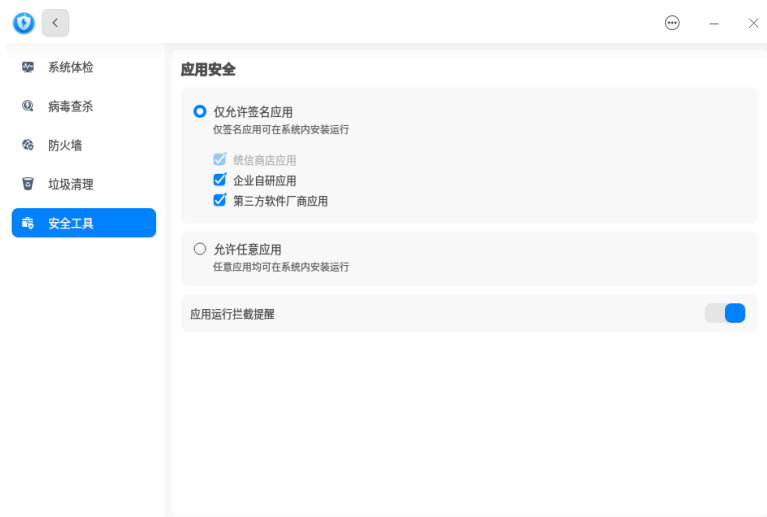 系统体检
病毒查杀
防火墙
垃圾清理
安全工具
应用安全
仅允许签名应用
仅签名应用可在系统内安装运行
统信商店应用
企业自研应用
第三方软件厂商应用
允许任意应用
任意应用均可在系统内安装运行
应用运行拦截提醒